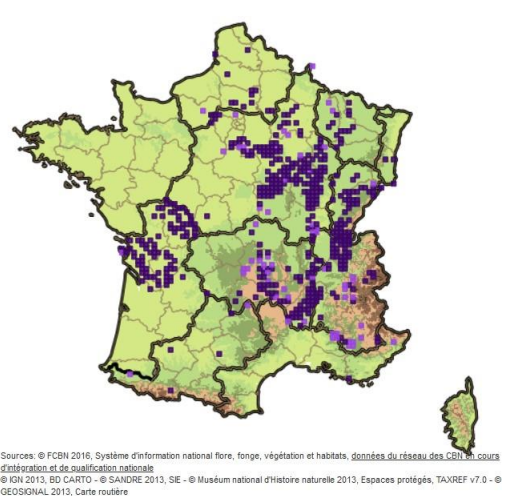 Sources: © FCBN 2016, Système d'information national flore, fonge, végétation et habitats, données du réseau des CBN en cours
d'intégration et de qualification nationale
© IGN 2013, BD CARTO - © SANDRE 2013, SIE - © Muséum national d'Histoire naturelle 2013, Espaces protégés, TAXREF v7.0 - ©
GEOSIGNAL 2013, Carte routière